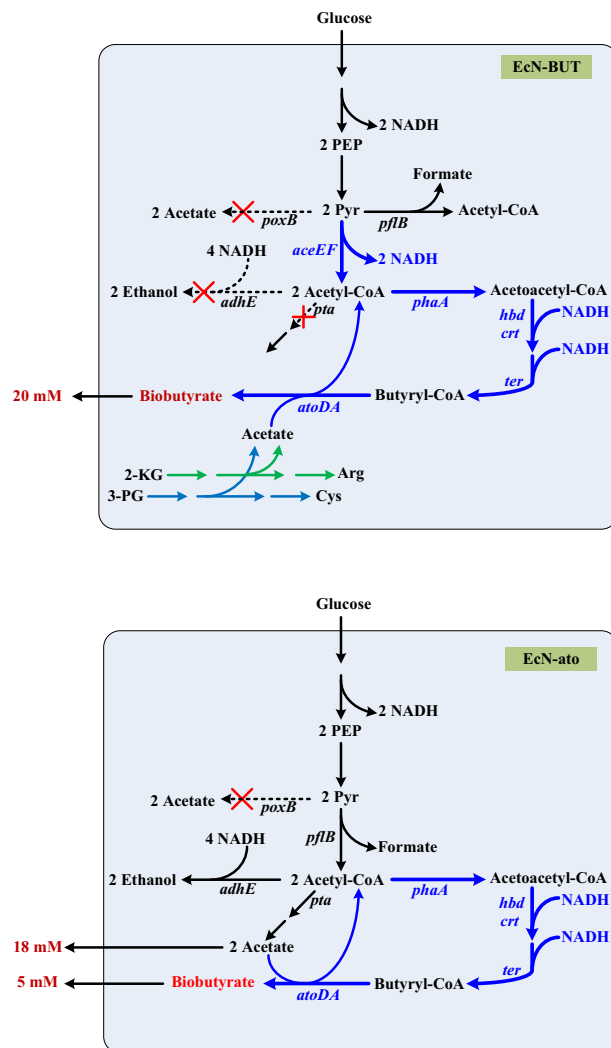 Glucose
EcN-BUT
2 NADH
2 PEP
Formate
2 Acetate
poxB
2 Pyr
pflB
Acetyl-CoA
4 NADH
aceEF
2 NADH
2 Ethanol
adhE
2 Acetyl-CoA
phaA
Acetoacetyl-CoA
pta
hbd
NADH
crt
NADH
20 mM
Biobutyrate
atoDA
Butyryl-CoA
ter
Acetate
2-KG
Arg
3-PG
Cys
Glucose
EcN-ato
2 NADH
2 PEP
2 Acetate
poxB
2 Pyr
pflB
4 NADH
Formate
2 Ethanol
adhE
2 Acetyl-CoA
phaA
Acetoacetyl-CoA
pta
hbd
NADH
crt
18 mM
2 Acetate
NADH
5 mM
Biobutyrate
atoDA
Butyryl-CoA
ter